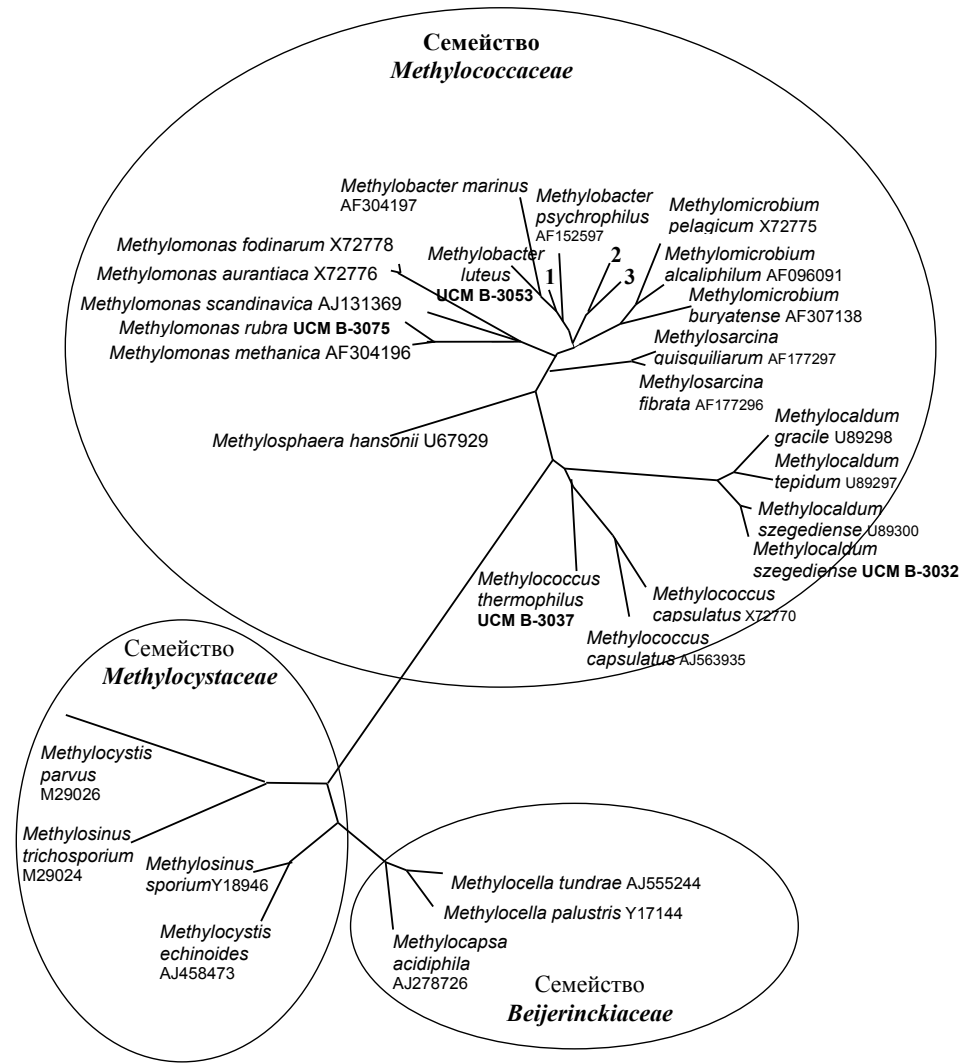 Семейство
Methylococcaceae
Methylobacter marinus
AF304197
Methylobacter
psychrophilus
AF152597
Methylomicrobium
pelagicum X72775
Methylomonas fodinarum X72778
Methylobacter
luteus
UCM B-3053
1
2
3
Methylomicrobium
alcaliphilum AF096091
Methylomonas aurantiaca X72776
Methylomicrobium
buryatense AF307138
Methylomonas scandinavica AJ131369
Methylomonas rubra UCM B-3075
Methylomonas methanica AF304196
Methylosarcina
quisquiliarum AF177297
Methylosarcina
fibrata AF177296
Methylosphaera hansonii U67929
Methylocaldum
gracile U89298
Methylocaldum
tepidum U89297
Methylocaldum
szegediense U89300
Methylocaldum
szegediense UCM B-3032
Methylococcus
thermophilus
UCM B-3037
Methylococcus
capsulatus X72770
Methylococcus
capsulatus AJ563935
Семейство
Methylocystaceae
Methylocystis
parvus
M29026
Methylosinus
trichosporium
M29024
Methylosinus
sporiumY18946
Methylocystis
echinoides
AJ458473
Methylocella tundrae AJ555244
Methylocella palustris Y17144
Methylocapsa
acidiphila
AJ278726
Семейство
Beijerinckiaceae